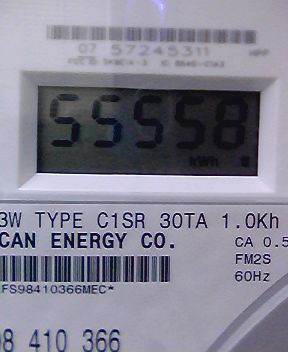 07 57245311
55558
kWh
3W TYPE C1SR 30TA 1.0Kh
CAN ENERGY CO.
CA 0.5
FM2S
60Hz
FS98410366MEC*
98 410 366